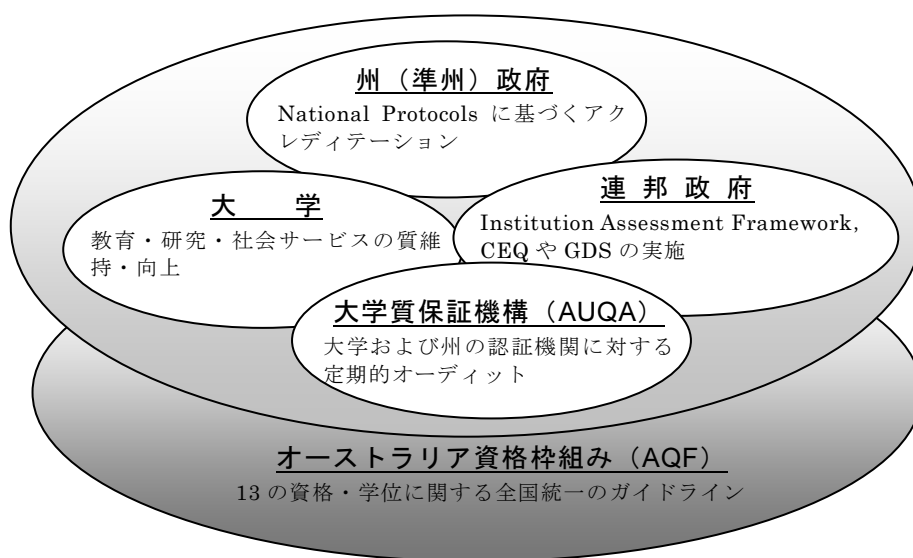 州（準州）政府
National Protocols に基づくアク
レディテーション
連邦政府
Institution Assessment Framework,
CEQ や GDS の実施
大　学
教育・研究・社会サービスの質維
持・向上
大学質保証機構（AUQA）
大学および州の認証機関に対する
定期的オーディット
オーストラリア資格枠組み（AQF）
13 の資格・学位に関する全国統一のガイドライン